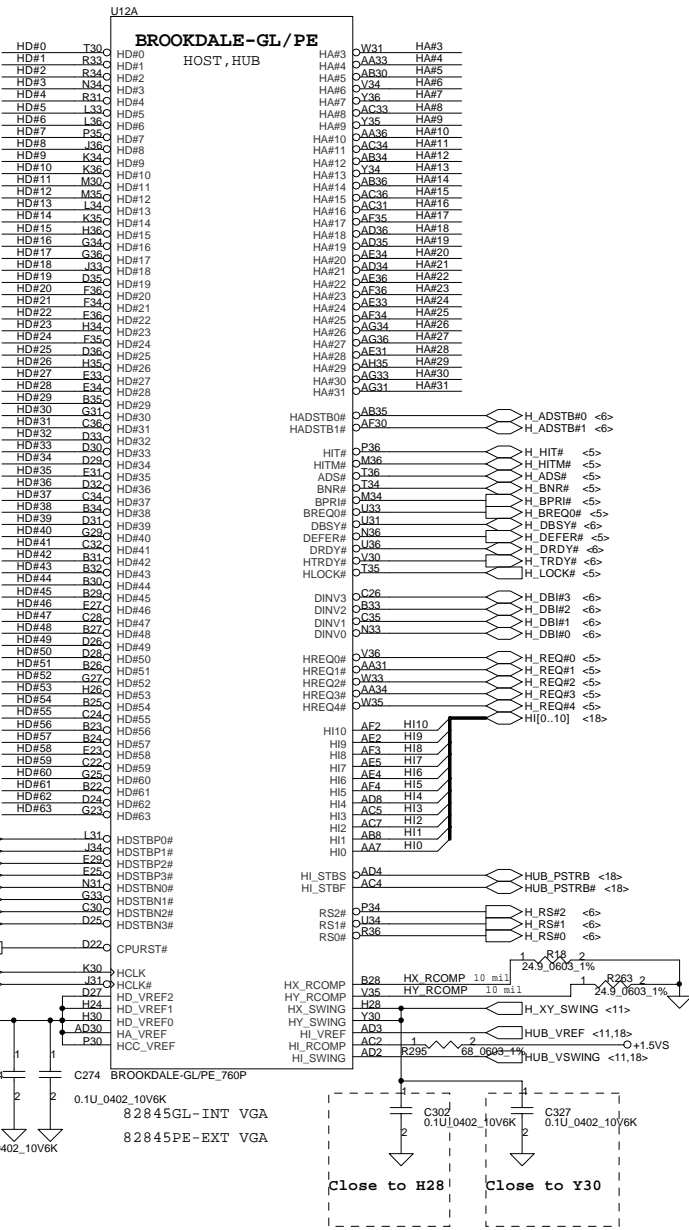 U12A
BROOKDALE-GL/PE
HOST,HUB
HD#0 T30 HD#0 HA#3 W31 HA#3
HD#1 R33 HD#1 HA#4 AA33 HA#4
HD#2 R34 HD#2 HA#5 AB30 HA#5
HD#3 N34 HD#3 HA#6 V34 HA#6
HD#4 R31 HD#4 HA#7 Y36 HA#7
HD#5 L33 HD#5 HA#8 AC33 HA#8
HD#6 L36 HD#6 HA#9 Y35 HA#9
HD#7 P35 HD#7 HA#10 AA36 HA#10
HD#8 J36 HD#8 HA#11 AC34 HA#11
HD#9 K34 HD#9 HA#12 AB34 HA#12
HD#10 K36 HD#10 HA#13 Y34 HA#13
HD#11 M30 HD#11 HA#14 AB36 HA#14
HD#12 M35 HD#12 HA#15 AC36 HA#15
HD#13 L34 HD#13 HA#16 AC31 HA#16
HD#14 K35 HD#14 HA#17 AF35 HA#17
HD#15 H36 HD#15 HA#18 AD36 HA#18
HD#16 G34 HD#16 HA#19 AD35 HA#19
HD#17 G36 HD#17 HA#20 AE34 HA#20
HD#18 J33 HD#18 HA#21 AD34 HA#21
HD#19 D35 HD#19 HA#22 AE36 HA#22
HD#20 F36 HD#20 HA#23 AF36 HA#23
HD#21 F34 HD#21 HA#24 AE33 HA#24
HD#22 E36 HD#22 HA#25 AF34 HA#25
HD#23 H34 HD#23 HA#26 AG34 HA#26
HD#24 F35 HD#24 HA#27 AG36 HA#27
HD#25 D36 HD#25 HA#28 AE31 HA#28
HD#26 H35 HD#26 HA#29 AH35 HA#29
HD#27 E33 HD#27 HA#30 AG33 HA#30
HD#28 E34 HD#28 HA#31 AG31 HA#31
HD#29 B35 HD#29
HD#30 G31 HD#30 HADSTB0# AB35 H_ADSTB#0 <6>
HD#31 C36 HD#31 HADSTB1# AF30 H_ADSTB#1 <6>
HD#32 D33 HD#32
HD#33 D30 HD#33 HIT# P36 H_HIT# <5>
HD#34 D29 HD#34 HITM# M36 H_HITM# <5>
HD#35 E31 HD#35 ADS# T36 H_ADS# <5>
HD#36 D32 HD#36 BNR# T34 H_BNR# <5>
HD#37 C34 HD#37 BPRI# M34 H_BPRI# <5>
HD#38 B34 HD#38 BREQ0# U33 H_BREQ0# <5>
HD#39 D31 HD#39 DBSY# U31 H_DBSY# <6>
HD#40 G29 HD#40 DEFER# N36 H_DEFER# <5>
HD#41 C32 HD#41 DRDY# U36 H_DRDY# <6>
HD#42 B31 HD#42 HTRDY# V30 H_TRDY# <6>
HD#43 B32 HD#43 HLOCK# T35 H_LOCK# <5>
HD#44 B30 HD#44
HD#45 B29 HD#45 DINV3 C26 H_DBI#3 <6>
HD#46 E27 HD#46 DINV2 B33 H_DBI#2 <6>
HD#47 C28 HD#47 DINV1 C35 H_DBI#1 <6>
HD#48 B27 HD#48 DINV0 N33 H_DBI#0 <6>
HD#49 D26 HD#49
HD#50 D28 HD#50 HREQ0# V36 H_REQ#0 <5>
HD#51 B26 HD#51 HREQ1# AA31 H_REQ#1 <5>
HD#52 G27 HD#52 HREQ2# W33 H_REQ#2 <5>
HD#53 H26 HD#53 HREQ3# AA34 H_REQ#3 <5>
HD#54 B25 HD#54 HREQ4# W35 H_REQ#4 <5>
HD#55 C24 HD#55 HI[0..10] <18>
HD#56 B23 HD#56 HI10 AF2 HI10
HD#57 B24 HD#57 HI9 AE2 HI9
HD#58 E23 HD#58 HI8 AF3 HI8
HD#59 C22 HD#59 HI7 AE5 HI7
HD#60 G25 HD#60 HI6 AE4 HI6
HD#61 B22 HD#61 HI5 AF4 HI5
HD#62 D24 HD#62 HI4 AD8 HI4
HD#63 G23 HD#63 HI3 AC5 HI3
HI2 AC7 HI2
L31 HDSTBP0# HI1 AB8 HI1
J34 HDSTBP1# HI0 AA7 HI0
E29 HDSTBP2#
E25 HDSTBP3# HI_STBS AD4 HUB_PSTRB <18>
N31 HDSTBN0# HI_STBF AC4 HUB_PSTRB# <18>
G33 HDSTBN1#
C30 HDSTBN2# RS2# P34 H_RS#2 <6>
D25 HDSTBN3# RS1# U34 H_RS#1 <6>
RS0# R36 H_RS#0 <6>
D22 CPURST#
1 R18 2
24.9_0603_1%
K30 HCLK
J31 HCLK# HX_RCOMP B28 HX_RCOMP 10 mil 1 R263 2
D27 HD_VREF2 HY_RCOMP V35 HY_RCOMP 10 mil 24.9_0603_1%
H24 HD_VREF1 HX_SWING H28 H_XY_SWING <11>
H30 HD_VREF0 HY_SWING Y30
AD30 HA_VREF HI_VREF AD3 HUB_VREF <11,18>
P30 HCC_VREF HI_RCOMP AC2 1 2 +1.5VS
HI_SWING AD2 R295 68_0603_1% HUB_VSWING <11,18>
1 1 C274 BROOKDALE-GL/PE_760P
2 2 0.1U_0402_10V6K
82845GL-INT VGA
82845PE-EXT VGA
0402_10V6K
1 C302 1 C327
2 0.1U_0402_10V6K 2 0.1U_0402_10V6K
Close to H28 Close to Y30